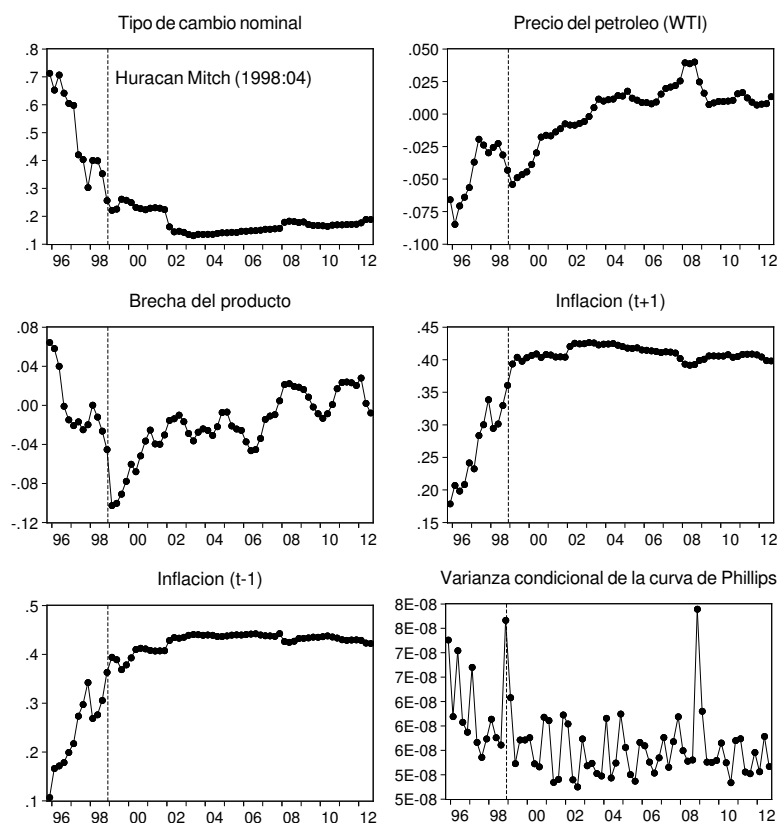 Tipo de cambio nominal
.8
.7
.6
.5
.4
.3
.2
.1
Huracan Mitch (1998:04)
96 98 00 02 04 06 08 10 12
Precio del petroleo (WTI)
.050
.025
.000
-.025
-.050
-.075
-.100
96 98 00 02 04 06 08 10 12
Brecha del producto
.08
.04
.00
-.04
-.08
-.12
96 98 00 02 04 06 08 10 12
Inflacion (t+1)
.45
.40
.35
.30
.25
.20
.15
96 98 00 02 04 06 08 10 12
Inflacion (t-1)
.5
.4
.3
.2
.1
96 98 00 02 04 06 08 10 12
Varianza condicional de la curva de Phillips
8E-08
8E-08
7E-08
6E-08
6E-08
6E-08
5E-08
5E-08
96 98 00 02 04 06 08 10 12